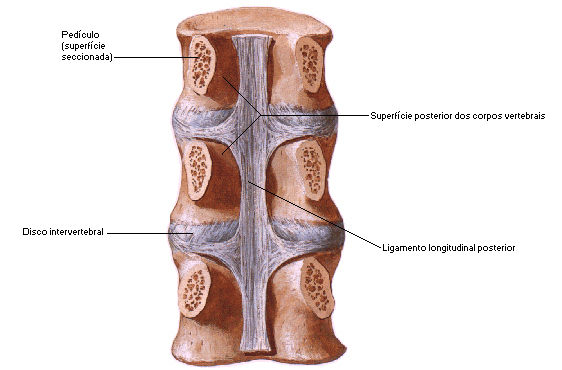 Pedículo
(superfície
seccionada)
Superfície posterior dos corpos vertebrais
Disco intervertebral
Ligamento longitudinal posterior